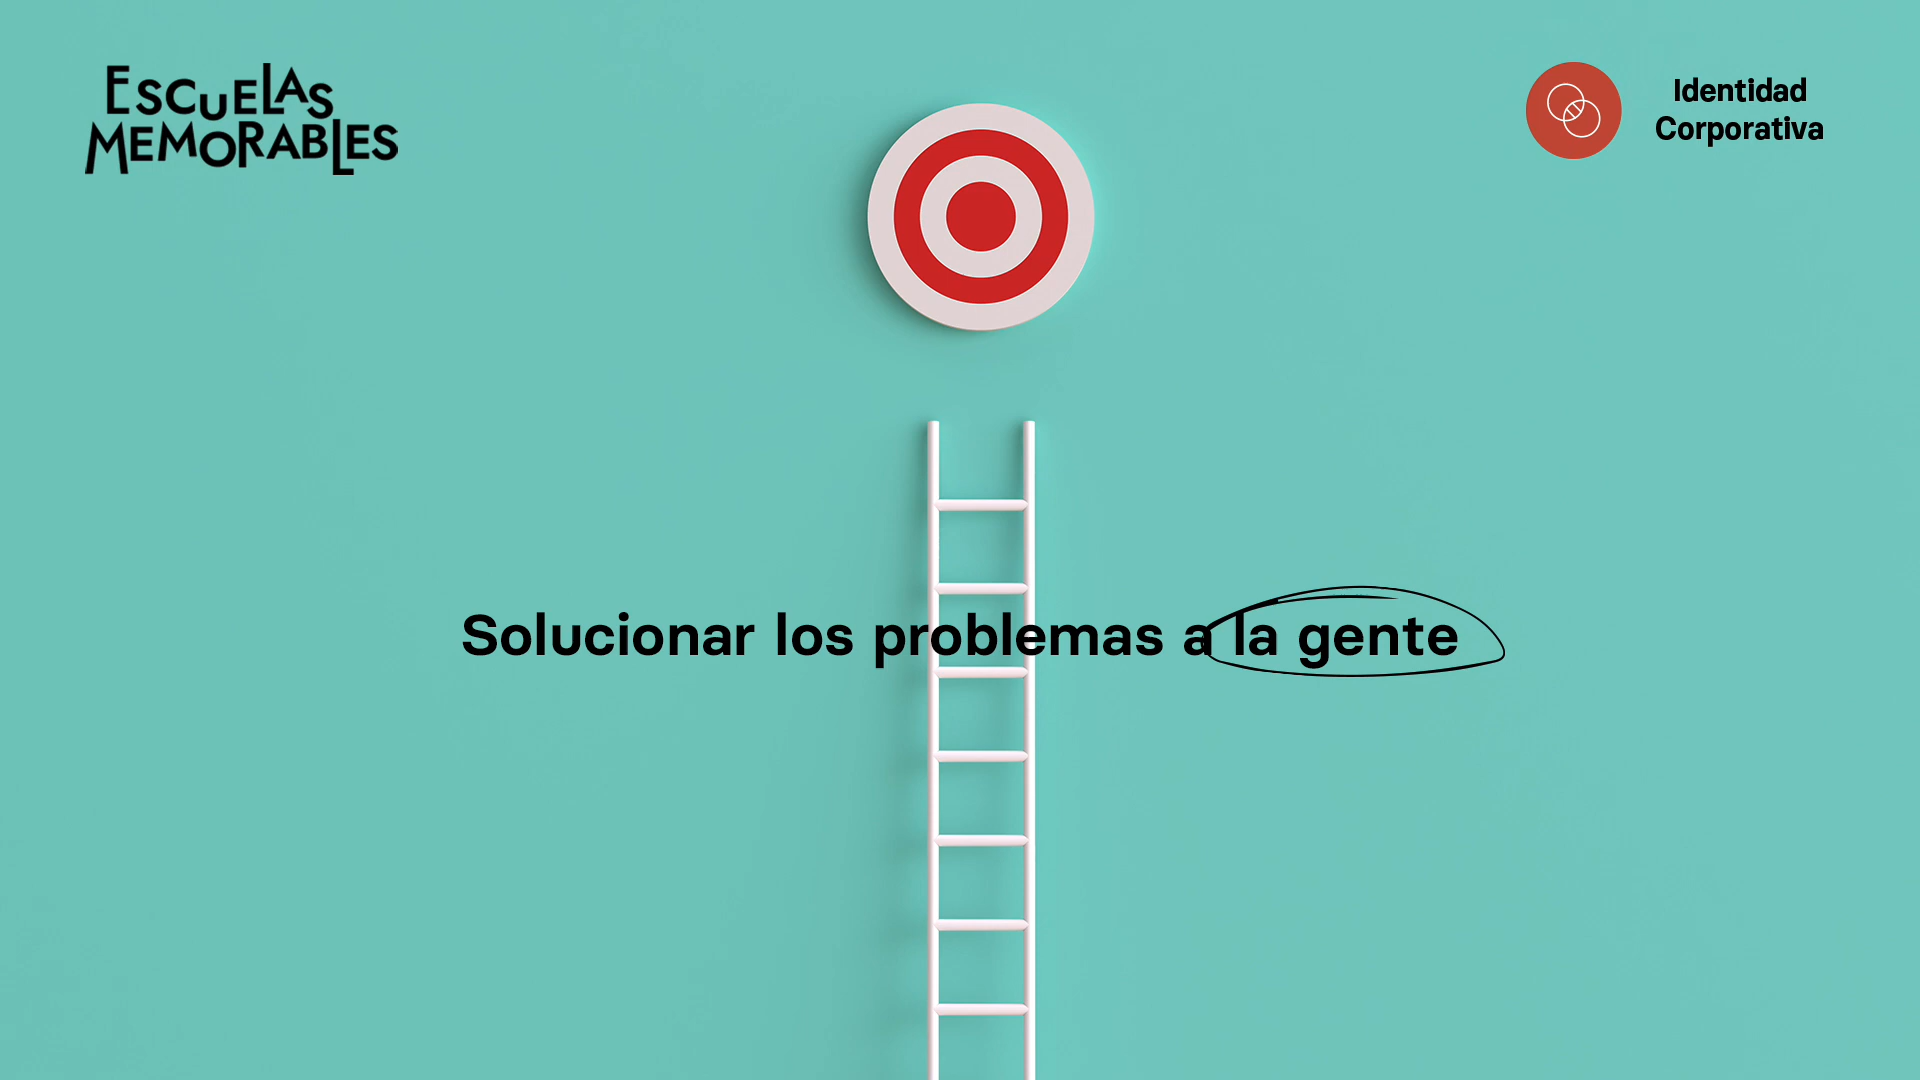 ESCUELAS
MEMORABLES
Identidad
Corporativa
Solucionar los problemas a la gente